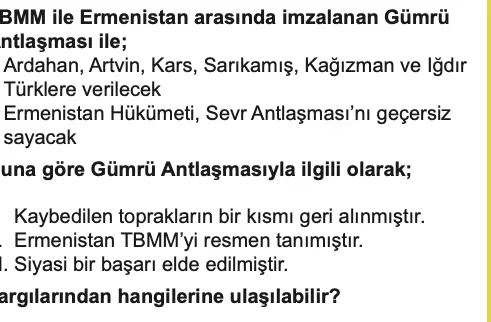 BMM ile Ermenistan arasında imzalanan Gümrü
ntlaşması ile;
Ardahan, Artvin, Kars, Sarıkamış, Kağızman ve Iğdır
Türklere verilecek
Ermenistan Hükümeti, Sevr Antlaşması’nı geçersiz
sayacak
una göre Gümrü Antlaşmasıyla ilgili olarak;
Kaybedilen toprakların bir kısmı geri alınmıştır.
. Ermenistan TBMM’yi resmen tanımıştır.
I. Siyasi bir başarı elde edilmiştir.
argılarından hangilerine ulaşılabilir?